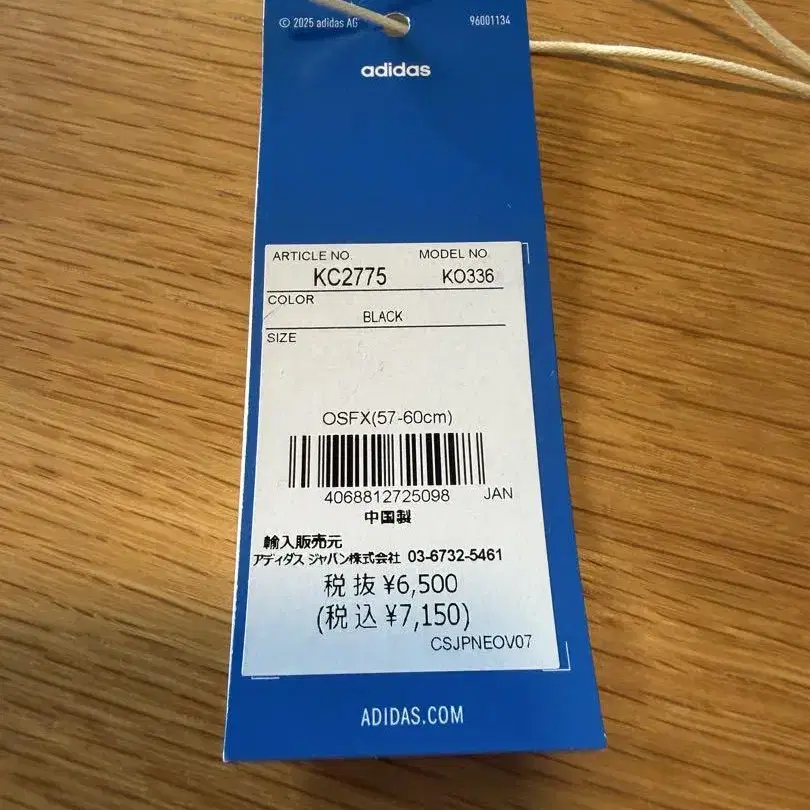 © 2025 adidas AG 96001134
adidas
ARTICLE NO. MODEL NO.
KC2775 KO336
COLOR
BLACK
SIZE
OSFX(57-60cm)
4068812725098 JAN
中国製
輸入販売元
アディダス ジャパン株式会社 03-6732-5461
税 抜 ¥6,500
(税 込 ¥7,150)
CSJPNEOV07
ADIDAS.COM